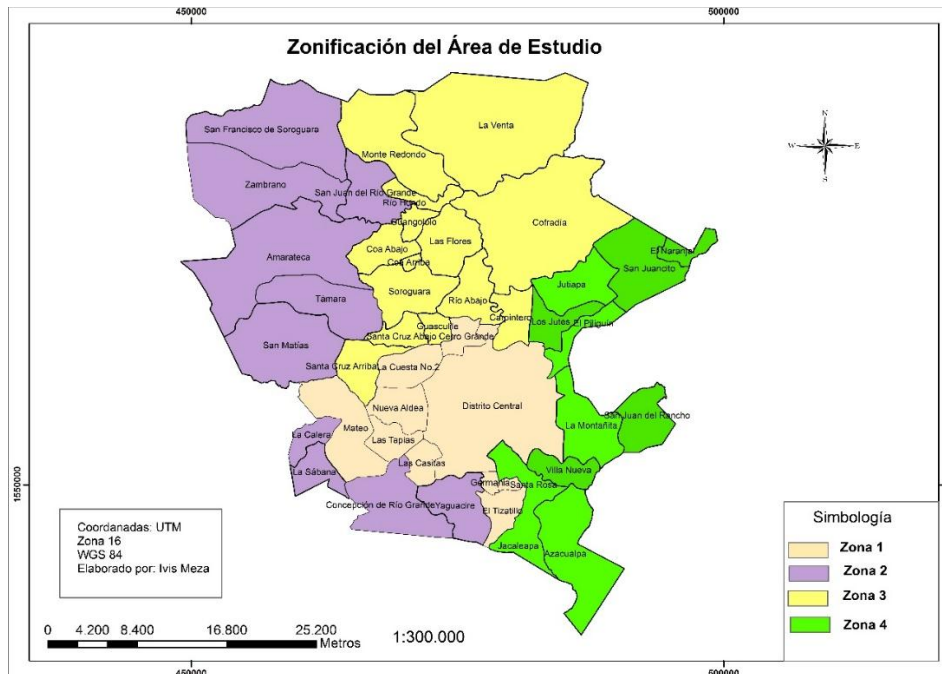 450000
500000
Zonificación del Área de Estudio
La Venta
San Francisco de Soroguara
Monte Redondo
Zambrano
San Juan del Río Grande
Río Hondo
Cofradía
Guangololo
Las Flores
El Naranjal
Coa Abajo
Amarateca
San Juancito
Coa Arriba
Jutiapa
Soroguara
Támara
Río Abajo
Carpintero
Los Jutes
El Piliguin
Guascuile
Santa Cruz Abajo
Cerro Grande
San Matías
Santa Cruz Arriba
La Cuesta No.2
Distrito Central
Nueva Aldea
San Juan del Rancho
La Montañita
Mateo
La Calera
Las Tapias
Las Casitas
La Sábana
Villa Nueva
Germania
Santa Rosa
1550000
1550000
Concepción de Río Grande
Yaguacire
El Tizatillo
Jacaleapa
Azacualpa
Coordanadas: UTM
Zona 16
WGS 84
Elaborado por: Ivis Meza
Simbología
Zona 1
Zona 2
Zona 3
Zona 4
0 4.200 8.400 16.800 25.200
Metros
1:300.000
450000
500000
N
W
E
S